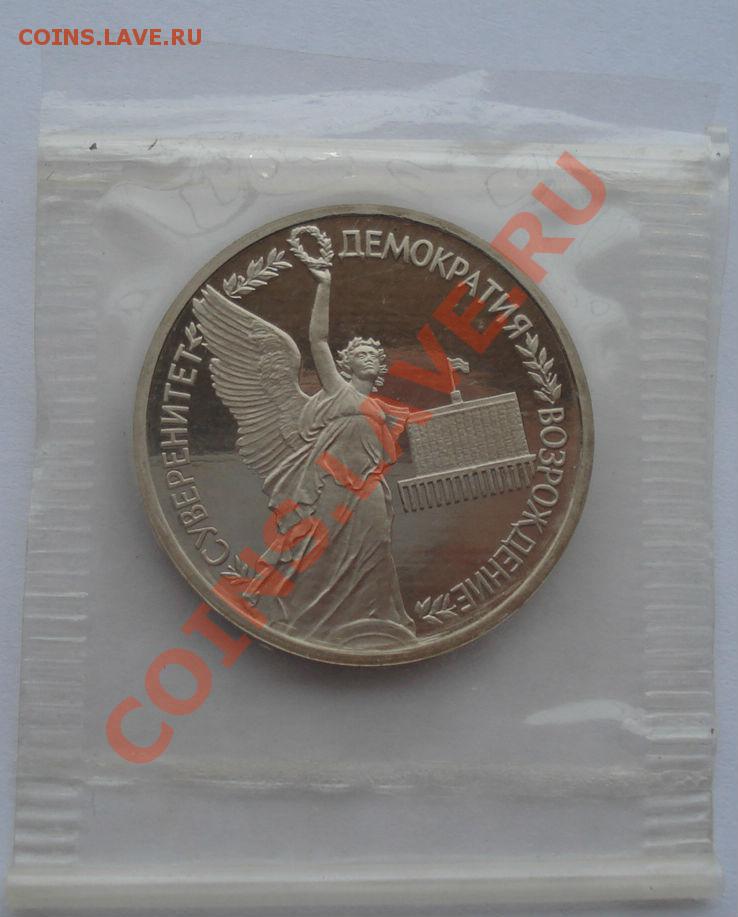 COINS.LAVE.RU
СУВЕРЕНИТЕТ
ДЕМОКРАТИЯ
ВОЗРОЖДЕНИЕ
COINS.LAVE.RU